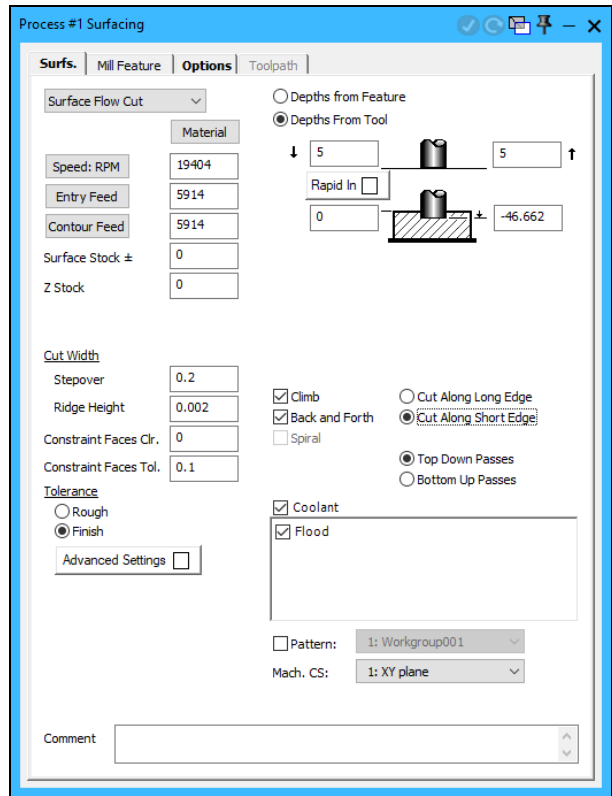 Process #1 Surfacing
Surfs. Mill Feature Options Toolpath
Surface Flow Cut
Material
Speed: RPM 19404
Entry Feed 5914
Contour Feed 5914
Surface Stock ± 0
Z Stock 0
Depths from Feature
Depths From Tool
5 5
Rapid In
0 -46.662
Cut Width
Stepover 0.2
Ridge Height 0.002
Constraint Faces Clr. 0
Constraint Faces Tol. 0.1
Climb
Back and Forth
Spiral
Cut Along Long Edge
Cut Along Short Edge
Top Down Passes
Bottom Up Passes
Tolerance
Rough
Finish
Advanced Settings
Coolant
Flood
Pattern: 1: Workgroup001
Mach. CS: 1: XY plane
Comment